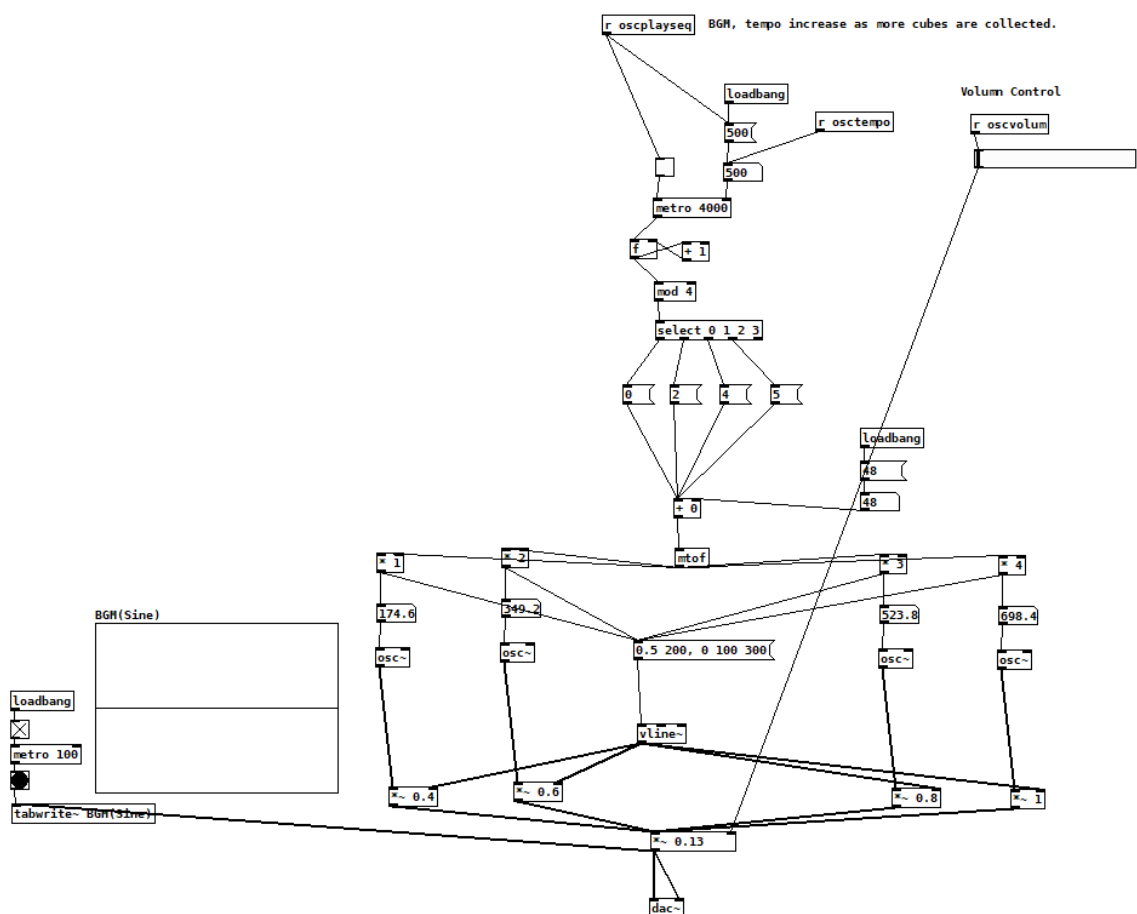 r oscplayseq
BGM, tempo increase as more cubes are collected.
loadbang
Volumn Control
r osctempo
r oscvolum
500
500
metro 4000
f
+ 1
mod 4
select 0 1 2 3
0
2
4
5
loadbang
48
48
+ 0
mtof
* 1
* 2
* 3
* 4
174.6
349.2
523.8
698.4
BGM(Sine)
0.5 200, 0 100 300
osc~
osc~
osc~
osc~
loadbang
vline~
metro 100
*~ 0.4
*~ 0.6
*~ 0.8
*~ 1
tabwrite~ BGM(Sine)
*~ 0.13
dac~